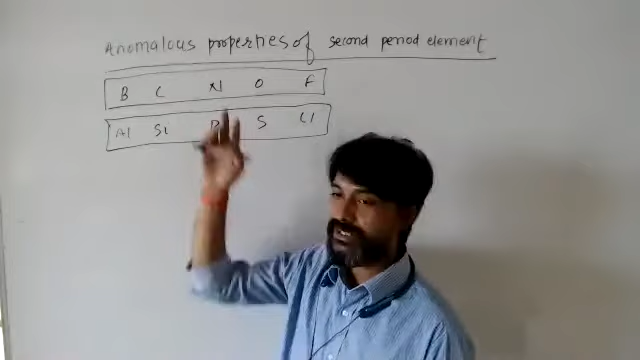 Anomalous properties of second period element
B C N O F
Al Si P S Cl